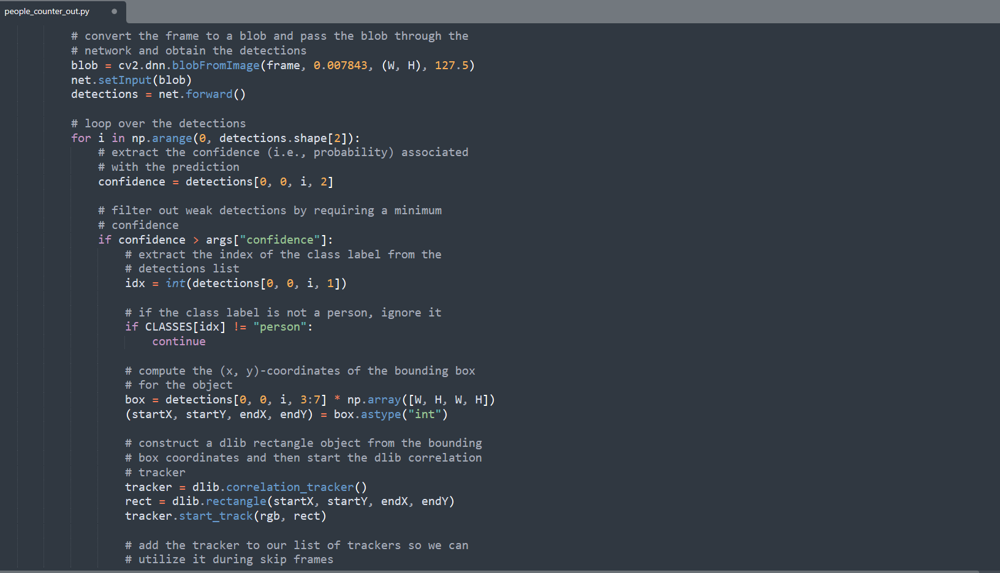 people_counter_out.py
# convert the frame to a blob and pass the blob through the
# network and obtain the detections
blob = cv2.dnn.blobFromImage(frame, 0.007843, (W, H), 127.5)
net.setInput(blob)
detections = net.forward()
# loop over the detections
for i in np.arange(0, detections.shape[2]):
# extract the confidence (i.e., probability) associated
# with the prediction
confidence = detections[0, 0, i, 2]
# filter out weak detections by requiring a minimum
# confidence
if confidence > args["confidence"]:
# extract the index of the class label from the
# detections list
idx = int(detections[0, 0, i, 1])
# if the class label is not a person, ignore it
if CLASSES[idx] != "person":
continue
# compute the (x, y)-coordinates of the bounding box
# for the object
box = detections[0, 0, i, 3:7] * np.array([W, H, W, H])
(startX, startY, endX, endY) = box.astype("int")
# construct a dlib rectangle object from the bounding
# box coordinates and then start the dlib correlation
# tracker
tracker = dlib.correlation_tracker()
rect = dlib.rectangle(startX, startY, endX, endY)
tracker.start_track(rgb, rect)
# add the tracker to our list of trackers so we can
# utilize it during skip frames